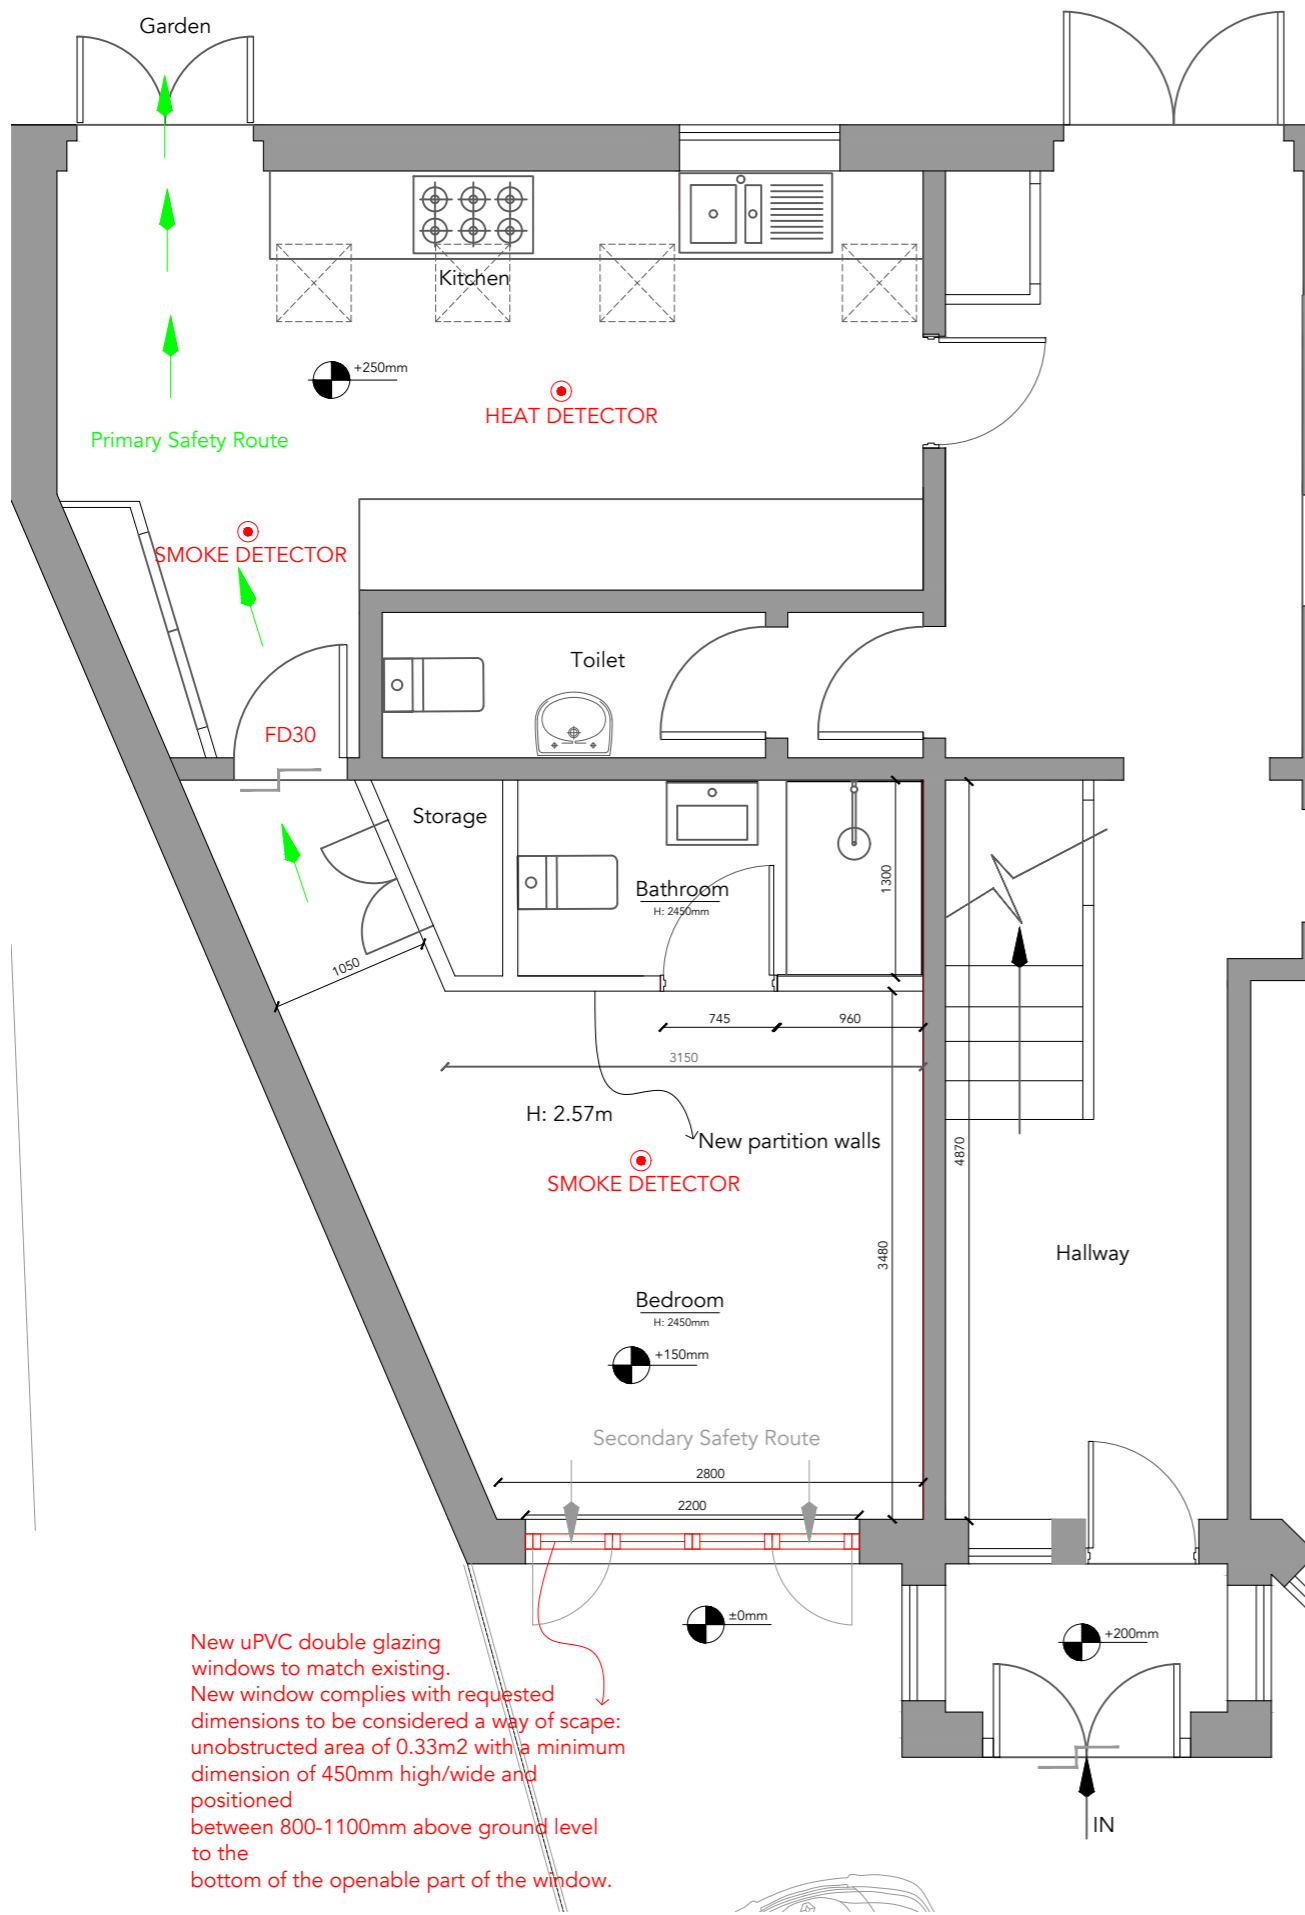 Garden
Kitchen
+250mm
HEAT DETECTOR
Primary Safety Route
SMOKE DETECTOR
Toilet
FD30
Storage
Bathroom
H: 2450mm
1300
1050
745
960
3150
H: 2.57m
New partition walls
SMOKE DETECTOR
4870
3480
Hallway
Bedroom
H: 2450mm
+150mm
Secondary Safety Route
2800
2200
±0mm
+200mm
New uPVC double glazing
windows to match existing.
New window complies with requested
dimensions to be considered a way of scape:
unobstructed area of 0.33m2 with a minimum
dimension of 450mm high/wide and
positioned
between 800-1100mm above ground level
to the
bottom of the openable part of the window.
IN